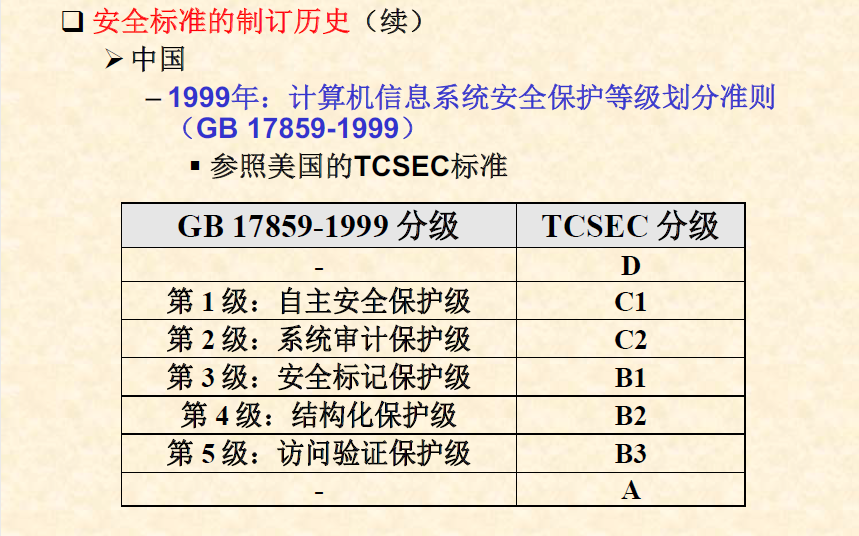 ❑ 安全标准的制订历史（续）
➢ 中国
– 1999年：计算机信息系统安全保护等级划分准则
（GB 17859-1999）
▪ 参照美国的TCSEC标准
GB 17859-1999 分级 TCSEC 分级
- D
第 1 级：自主安全保护级 C1
第 2 级：系统审计保护级 C2
第 3 级：安全标记保护级 B1
第 4 级：结构化保护级 B2
第 5 级：访问验证保护级 B3
- A